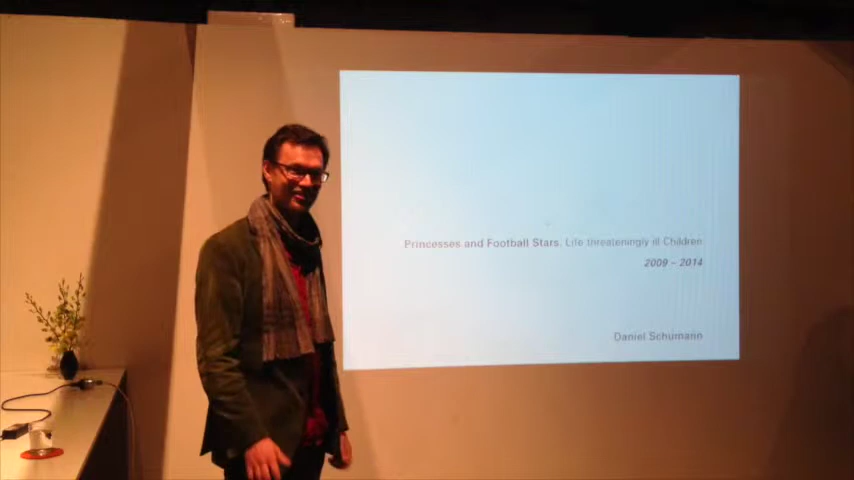 Princesses and Football Stars. Life threateningly ill Children
2009 – 2014
Daniel Schumann